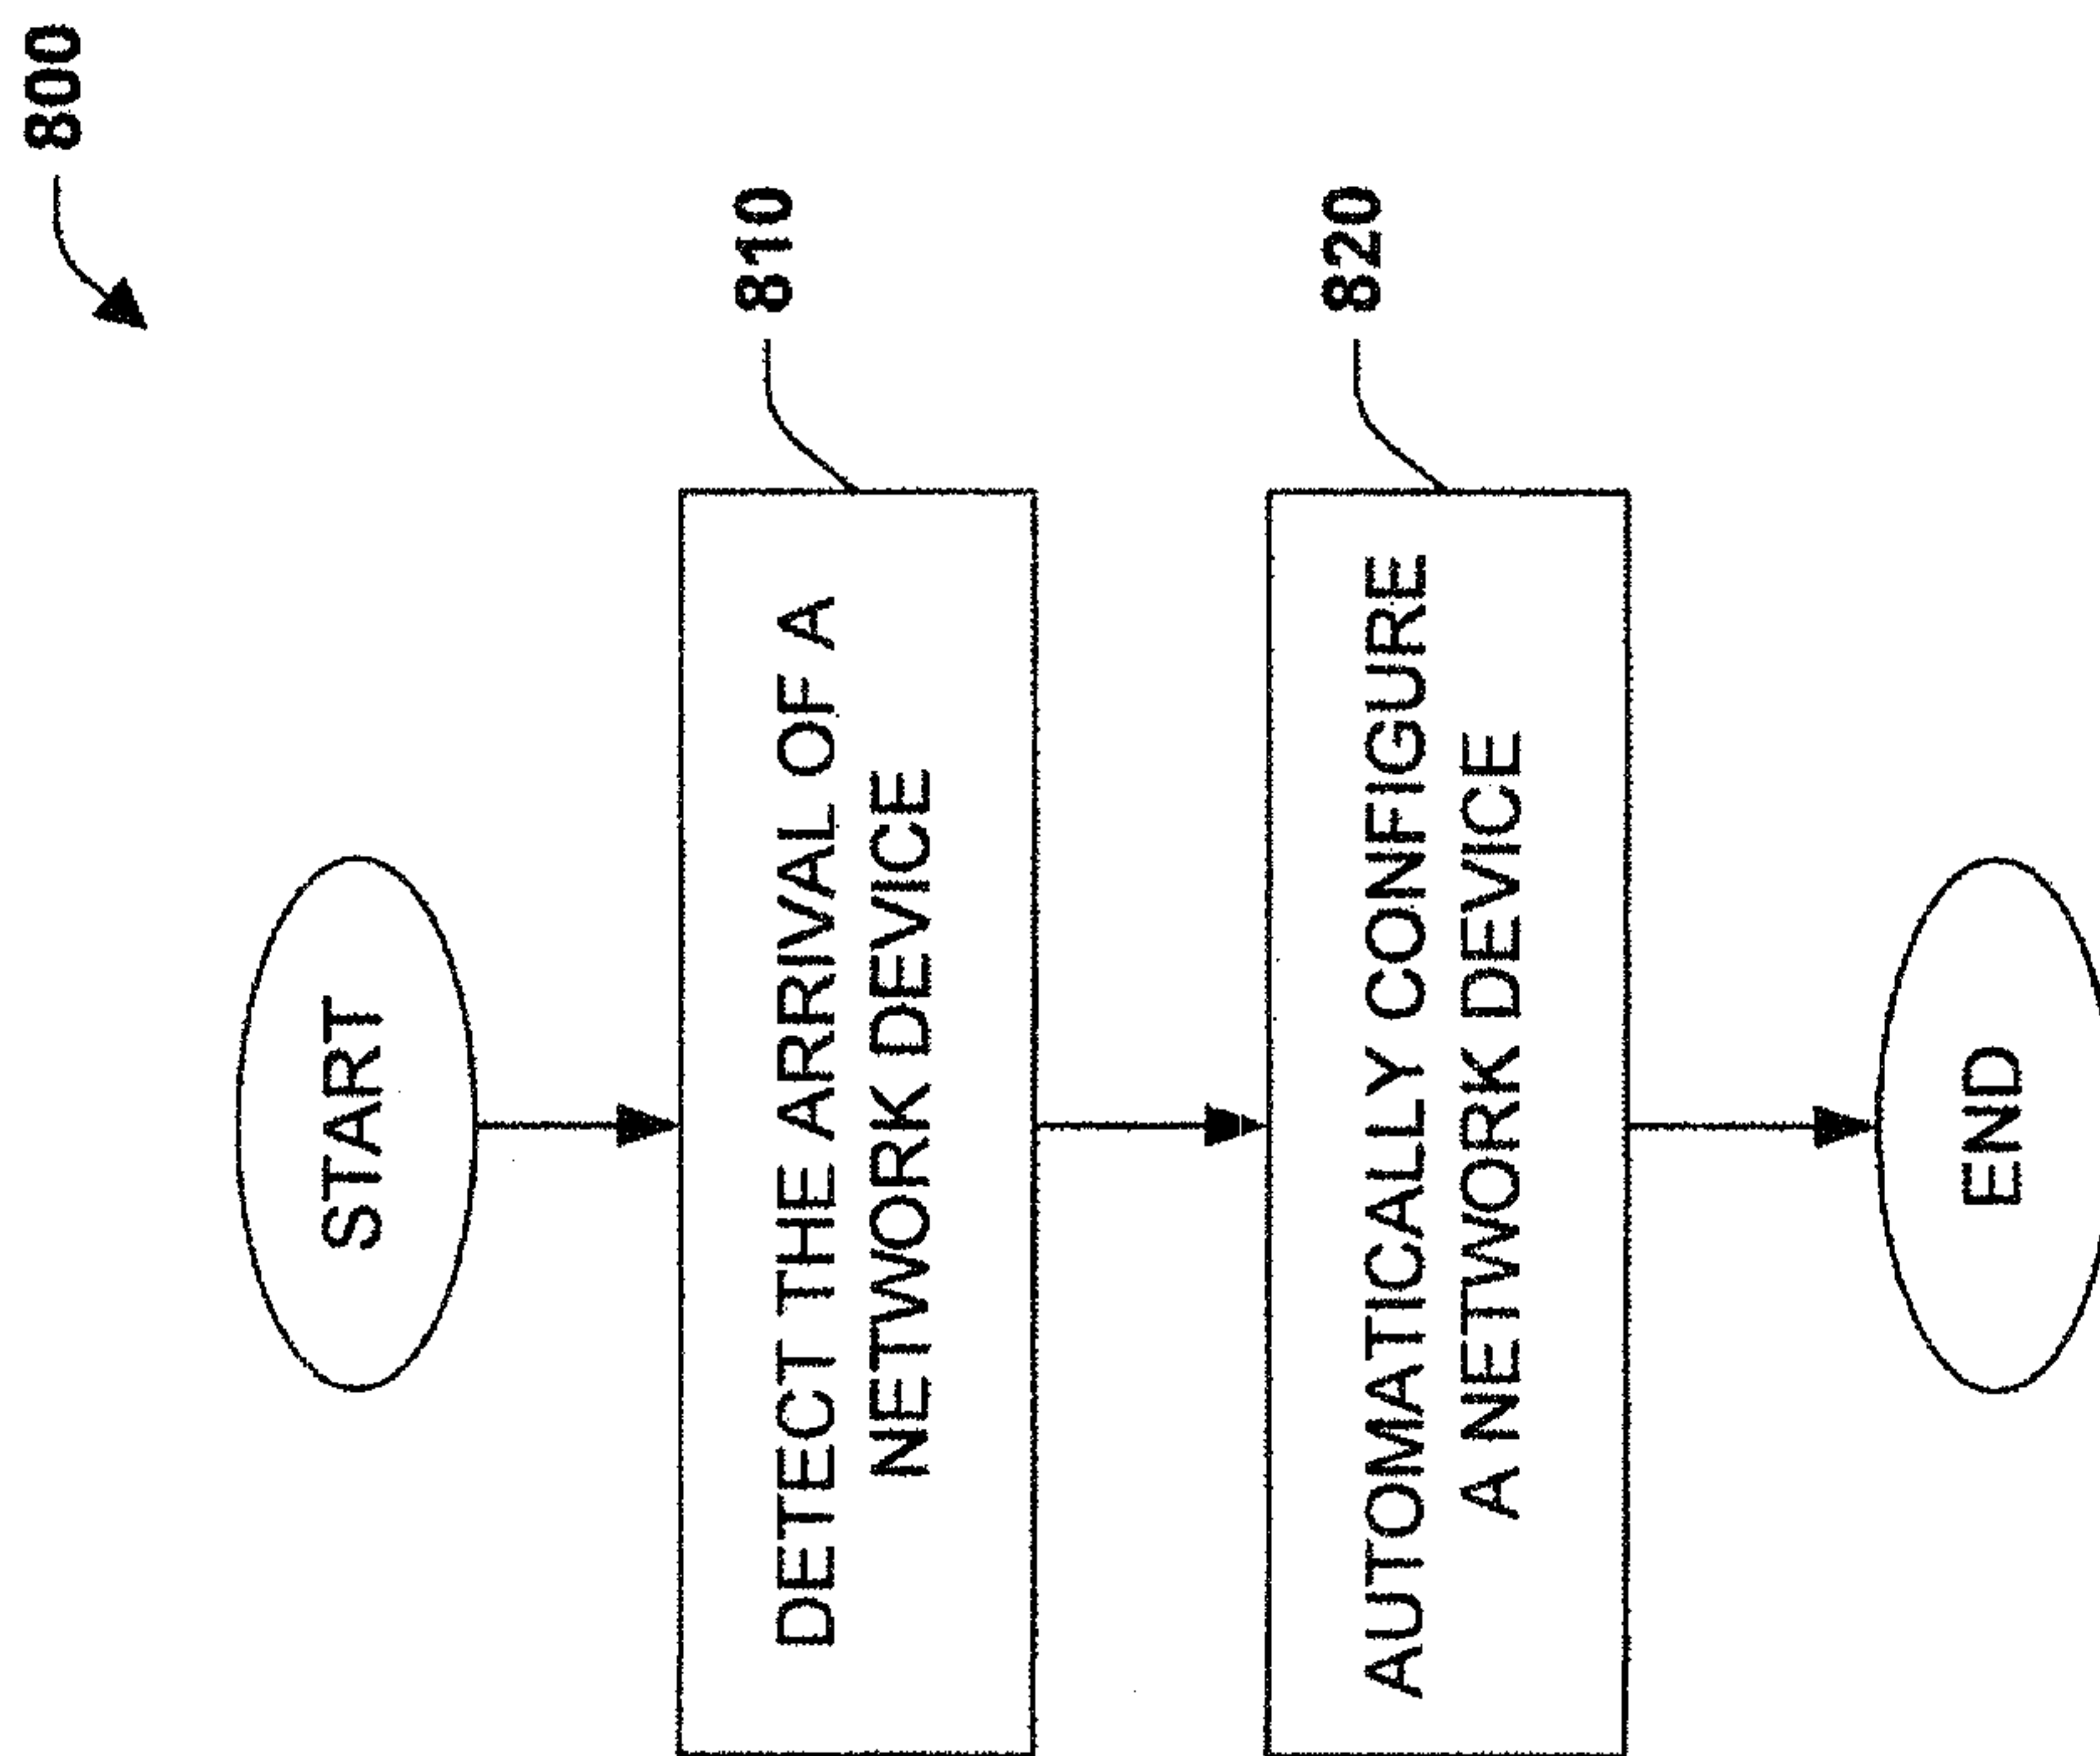 800
START
810
DETECT THE ARRIVAL OF A
NETWORK DEVICE
820
AUTOMATICALLY CONFIGURE
A NETWORK DEVICE
END